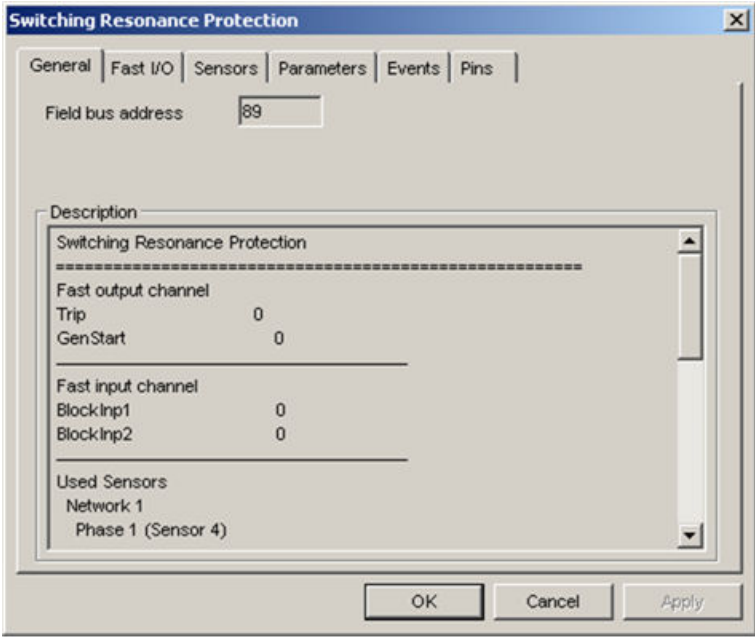 Switching Resonance Protection
General Fast I/O Sensors Parameters Events Pins
Field bus address 89
Description
Switching Resonance Protection
=======================================================
Fast output channel
Trip 0
GenStart 0
Fast input channel
BlockInp1 0
BlockInp2 0
Used Sensors
Network 1
Phase 1 (Sensor 4)
OK Cancel Apply